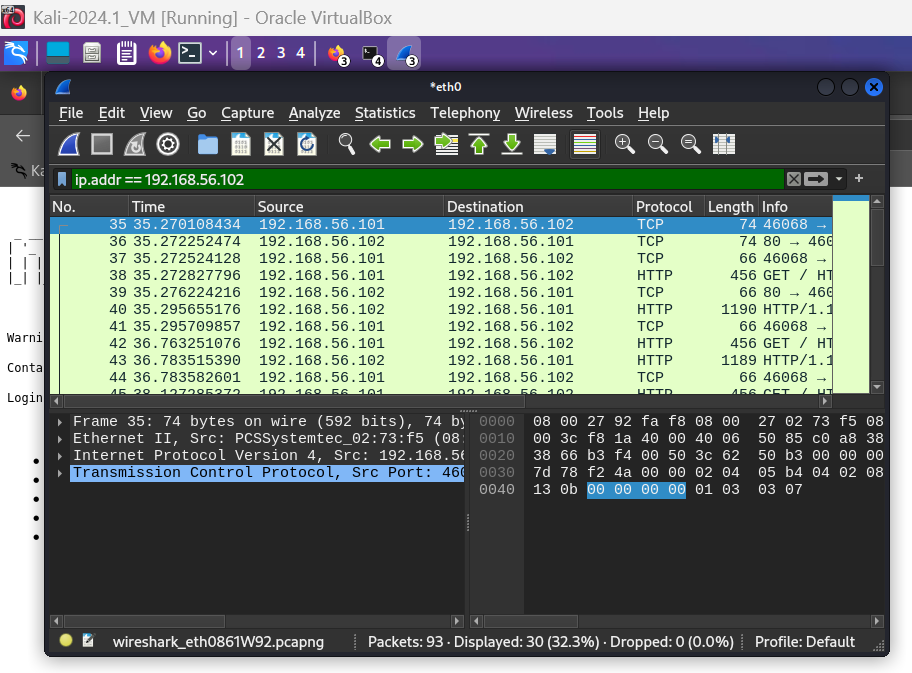 Kali-2024.1_VM [Running] - Oracle VirtualBox
1 2 3 4 3 4 3
*eth0
File Edit View Go Capture Analyze Statistics Telephony Wireless Tools Help
ip.addr == 192.168.56.102
No. Time Source Destination Protocol Length Info
35 35.270108434 192.168.56.101 192.168.56.102 TCP 74 46068 →
36 35.272252474 192.168.56.102 192.168.56.101 TCP 74 80 → 460
37 35.272524128 192.168.56.101 192.168.56.102 TCP 66 46068 →
38 35.272827796 192.168.56.101 192.168.56.102 HTTP 456 GET / HT
39 35.276224216 192.168.56.102 192.168.56.101 TCP 66 80 → 460
40 35.295655176 192.168.56.102 192.168.56.101 HTTP 1190 HTTP/1.1
41 35.295709857 192.168.56.101 192.168.56.102 TCP 66 46068 →
42 36.763251076 192.168.56.101 192.168.56.102 HTTP 456 GET / HT
43 36.783515390 192.168.56.102 192.168.56.101 HTTP 1189 HTTP/1.1
44 36.783582601 192.168.56.101 192.168.56.102 TCP 66 46068 →
45 38.127285372 192.168.56.101 192.168.56.102 HTTP 456 GET / HT
Ka
Warni
Conta
Login
Frame 35: 74 bytes on wire (592 bits), 74 by
Ethernet II, Src: PCSSystemtec_02:73:f5 (08:
Internet Protocol Version 4, Src: 192.168.56
Transmission Control Protocol, Src Port: 460
0000 08 00 27 92 fa f8 08 00 27 02 73 f5 08
0010 00 3c f8 1a 40 00 40 06 50 85 c0 a8 38
0020 38 66 b3 f4 00 50 3c 62 50 b3 00 00 00
0030 7d 78 f2 4a 00 00 02 04 05 b4 04 02 08
0040 13 0b 00 00 00 00 01 03 03 07
wireshark_eth0861W92.pcapng
Packets: 93 · Displayed: 30 (32.3%) · Dropped: 0 (0.0%)
Profile: Default